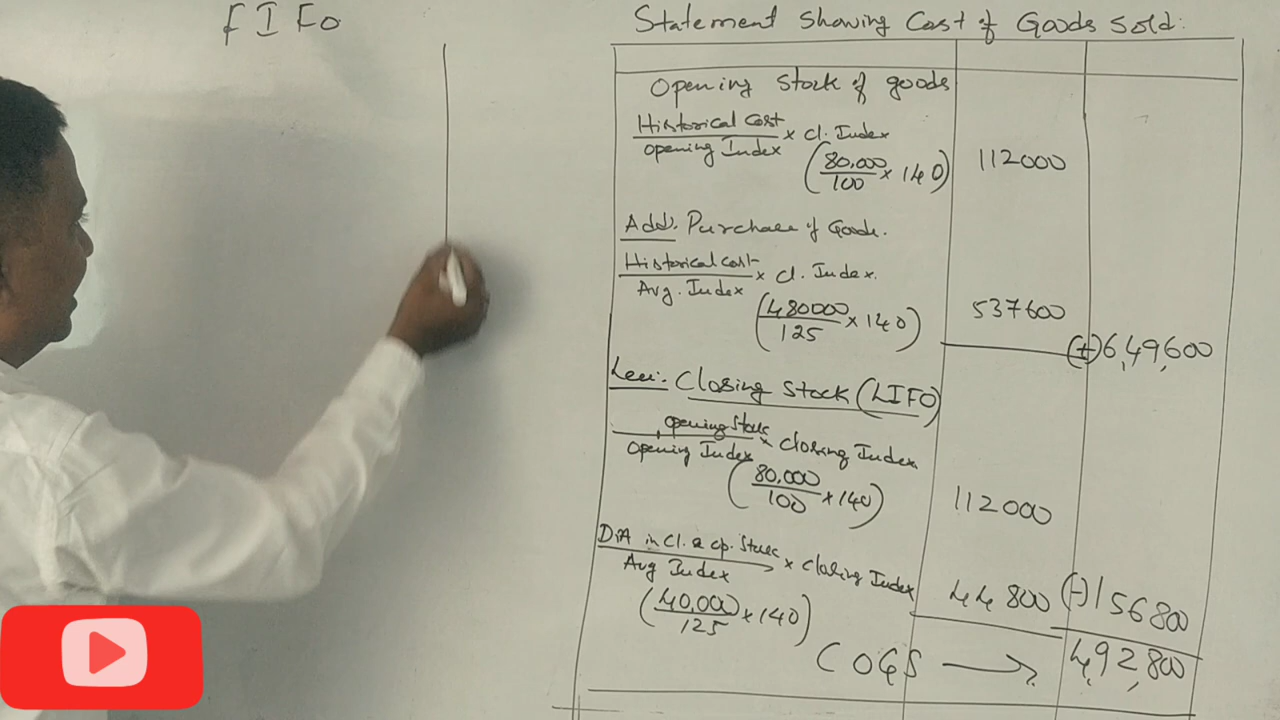 FIFO
Statement Showing Cost of Goods Sold:
Opening Stock of goods
Historical Cost
Opening Index
× cl. Index
(80,000
100
× 140)
112000
Add: Purchase of Goods.
Historical cost
Avg. Index
× cl. Index.
(480000
125
× 140)
537600
(+) 6,49,600
Less: Closing Stock (LIFO)
Opening Stock
Opening Index
× Closing Index
(80,000
100
× 140)
112000
Diff in cl. & op. Stock
Avg Index
× Closing Index
(40,000
125
× 140)
44800
(-) 156800
COGS →
4,92,800